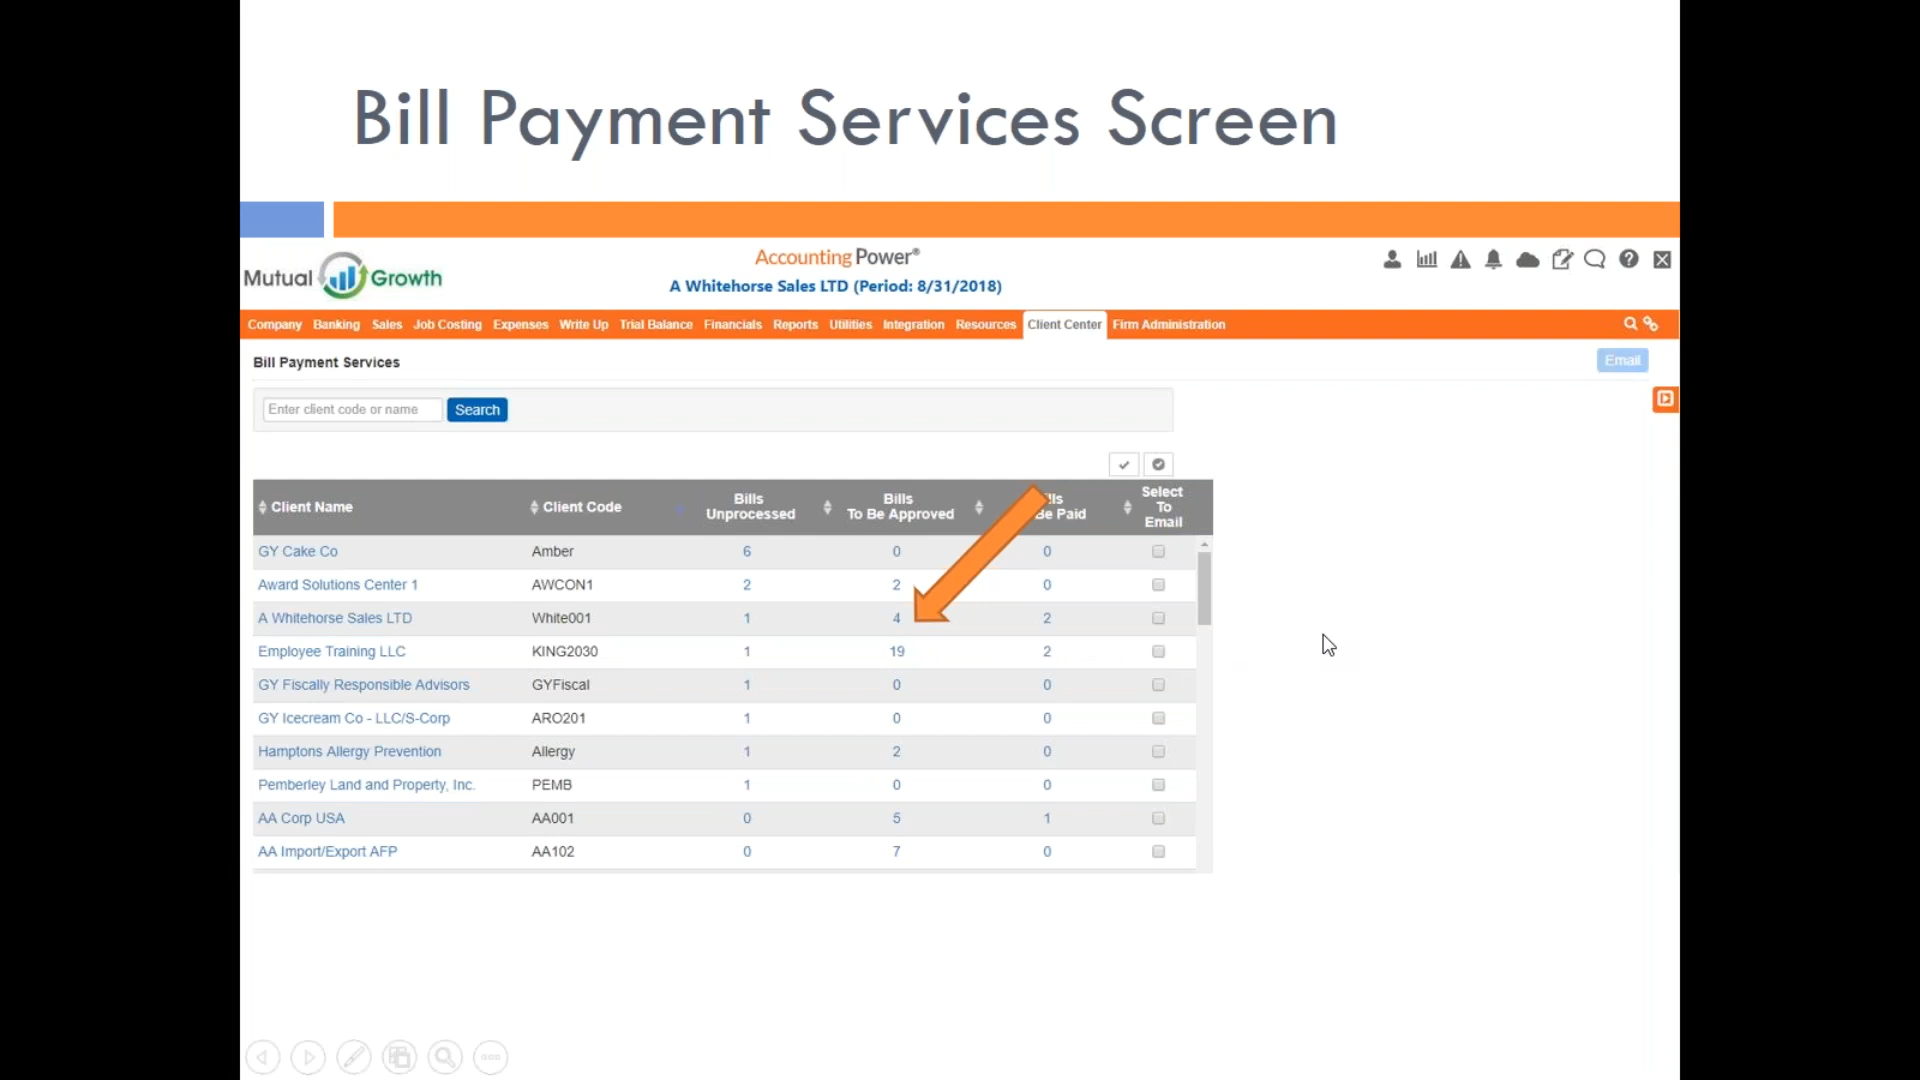 Bill Payment Services Screen
Mutual Growth
Accounting Power®
A Whitehorse Sales LTD (Period: 8/31/2018)
Company Banking Sales Job Costing Expenses Write Up Trial Balance Financials Reports Utilities Integration Resources Client Center Firm Administration
Bill Payment Services Email
Enter client code or name Search
Client Name Client Code Bills Unprocessed Bills To Be Approved Be Paid Select To Email
GY Cake Co Amber 6 0 0
Award Solutions Center 1 AWCON1 2 2 0
A Whitehorse Sales LTD White001 1 4 2
Employee Training LLC KING2030 1 19 2
GY Fiscally Responsible Advisors GYFiscal 1 0 0
GY Icecream Co - LLC/S-Corp ARO201 1 0 0
Hamptons Allergy Prevention Allergy 1 2 0
Pemberley Land and Property, Inc. PEMB 1 0 0
AA Corp USA AA001 0 5 1
AA Import/Export AFP AA102 0 7 0